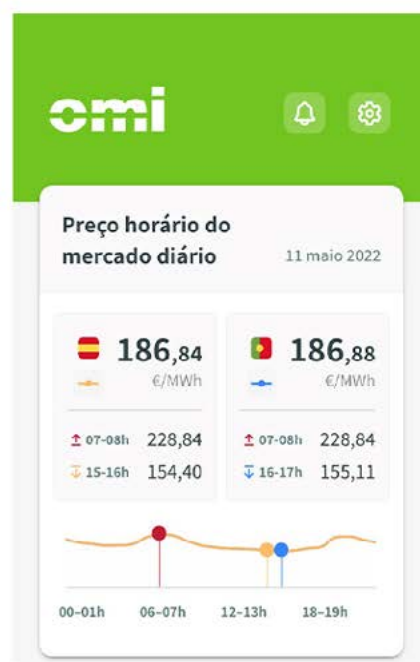 omi
Preço horário do
mercado diário
11 maio 2022
186,84
€/MWh
07-08h 228,84
15-16h 154,40
186,88
€/MWh
07-08h 228,84
16-17h 155,11
00-01h 06-07h 12-13h 18-19h